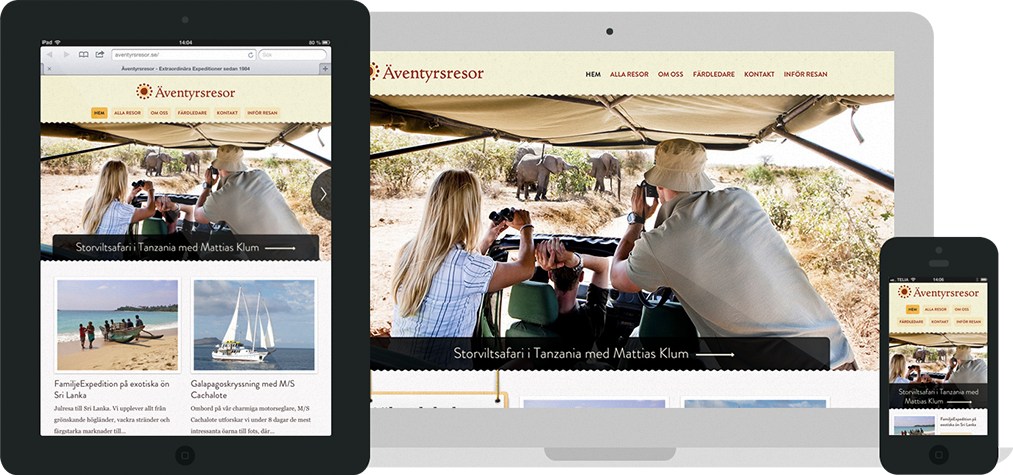 iPad
14:04
80 %
aventyrsresor.se/
Sök
Äventyrsresor - Extraordinära Expeditioner sedan 1984
Äventyrsresor
HEM ALLA RESOR OM OSS FÄRDLEDARE KONTAKT INFÖR RESAN
Storviltsafari i Tanzania med Mattias Klum
FamiljeExpedition på exotiska ön
Sri Lanka
Julresa till Sri Lanka. Vi upplever allt från
grönskande högländer, vackra stränder och
färgstarka marknader till...
Galapagoskryssning med M/S
Cachalote
Ombord på vår charmiga motorseglare, M/S
Cachalote utforskar vi under 8 dagar de mest
intressanta öarna till fots, där...
Äventyrsresor
HEM ALLA RESOR OM OSS FÄRDLEDARE KONTAKT INFÖR RESAN
Storviltsafari i Tanzania med Mattias Klum
TELIA
14:06
Äventyrsresor
HEM ALLA RESOR OM OSS
FÄRDLEDARE KONTAKT INFÖR RESAN
Storviltsafari i Tanzania med
Mattias Klum
FamiljeExpedition på
exotiska ön Sri Lanka